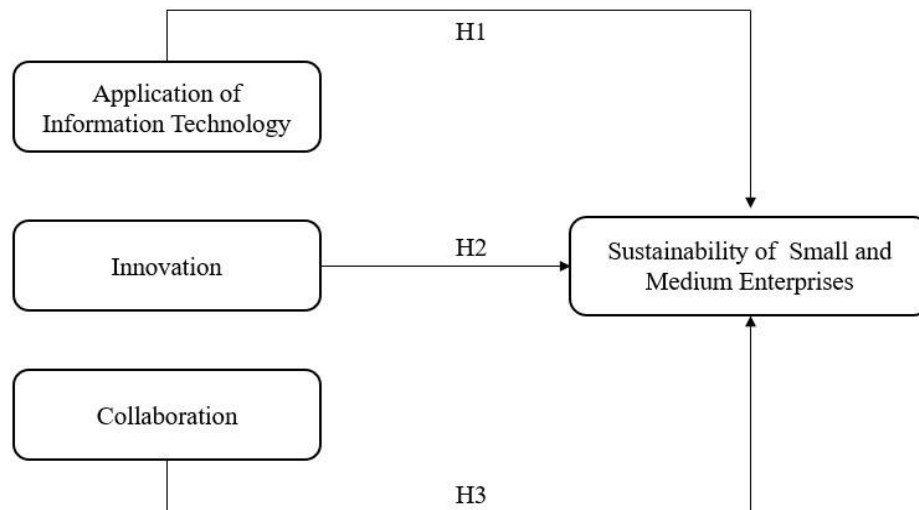 H1
Application of
Information Technology
Innovation
H2
Sustainability of Small and
Medium Enterprises
Collaboration
H3